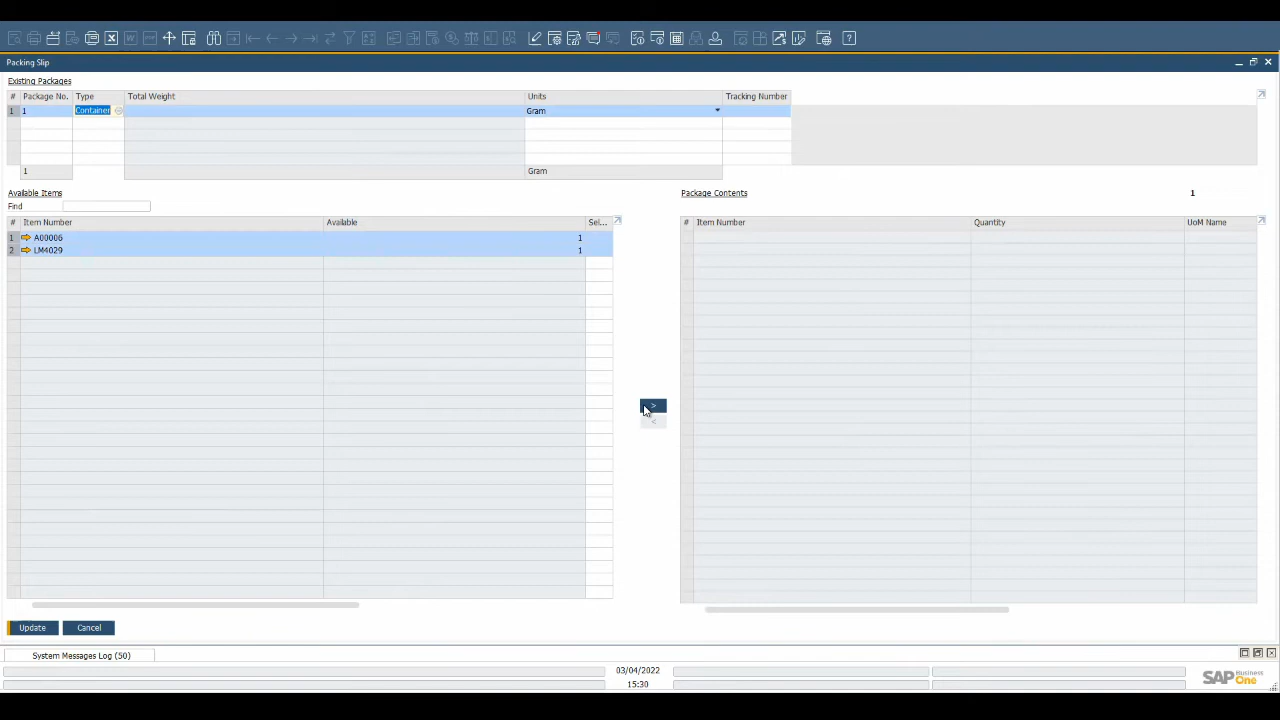 Packing Slip
Existing Packages
# Package No. Type Total Weight Units Tracking Number
1 1 Container Gram
1 Gram
Available Items Package Contents 1
Find
# Item Number Available Sel... # Item Number Quantity UoM Name
1 A00006 1
2 LM4029 1
>
<
Update Cancel
System Messages Log (50)
03/04/2022
15:30
SAP Business One